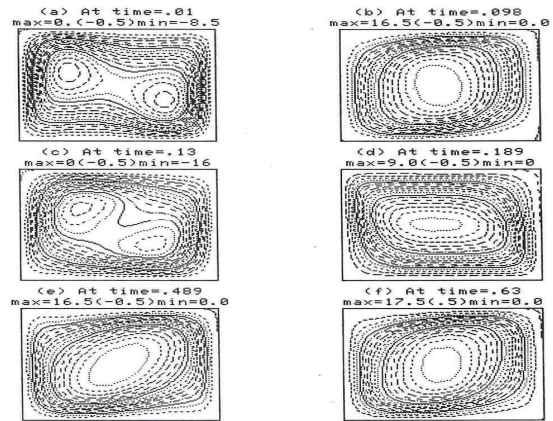 (a) At time=.01
max=0.(-0.5)min=-8.5
(b) At time=.098
max=16.5(-0.5)min=0.0
(c) At time=.13
max=0(-0.5)min=-16
(d) At time=.189
max=9.0(-0.5)min=0
(e) At time=.489
max=16.5(-0.5)min=0.0
(f) At time=.63
max=17.5(.5)min=0.0